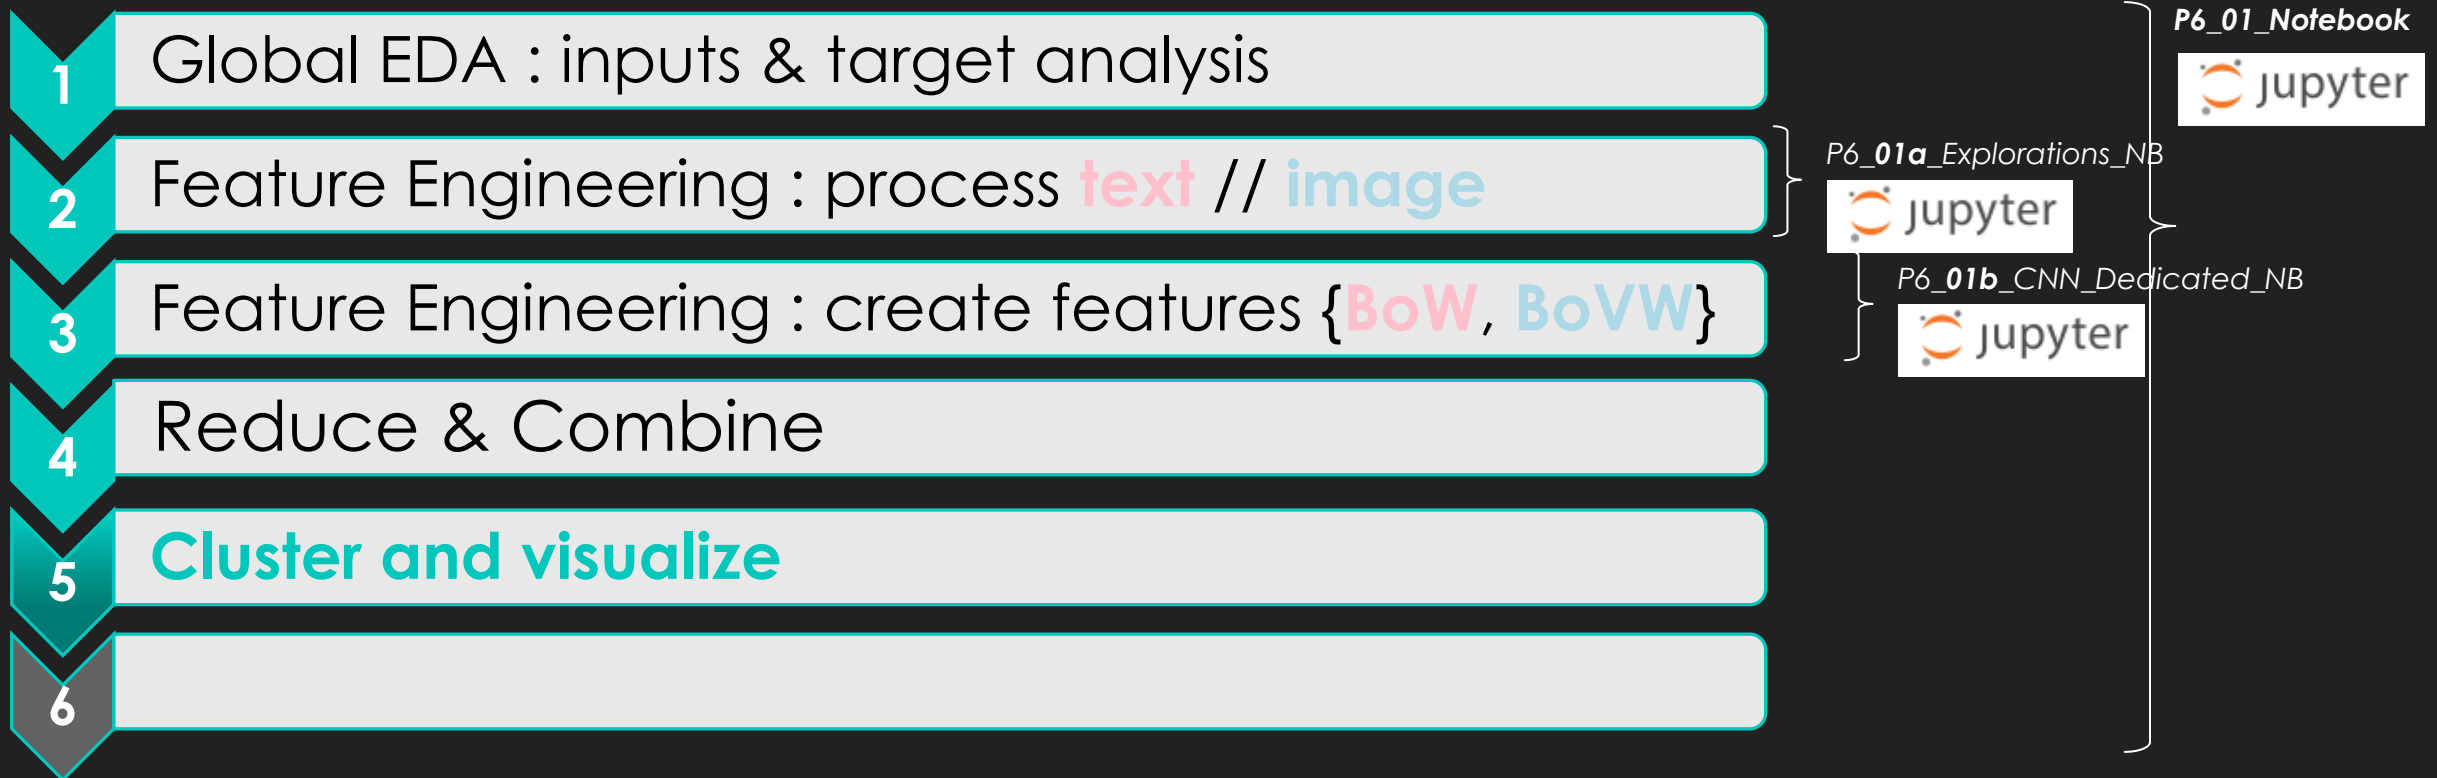 1
Global EDA : inputs & target analysis
P6_01_Notebook
jupyter
2
Feature Engineering : process text // image
P6_01a_Explorations_NB
jupyter
3
Feature Engineering : create features {BoW, BoVW}
P6_01b_CNN_Dedicated_NB
jupyter
4
Reduce & Combine
5
Cluster and visualize
6